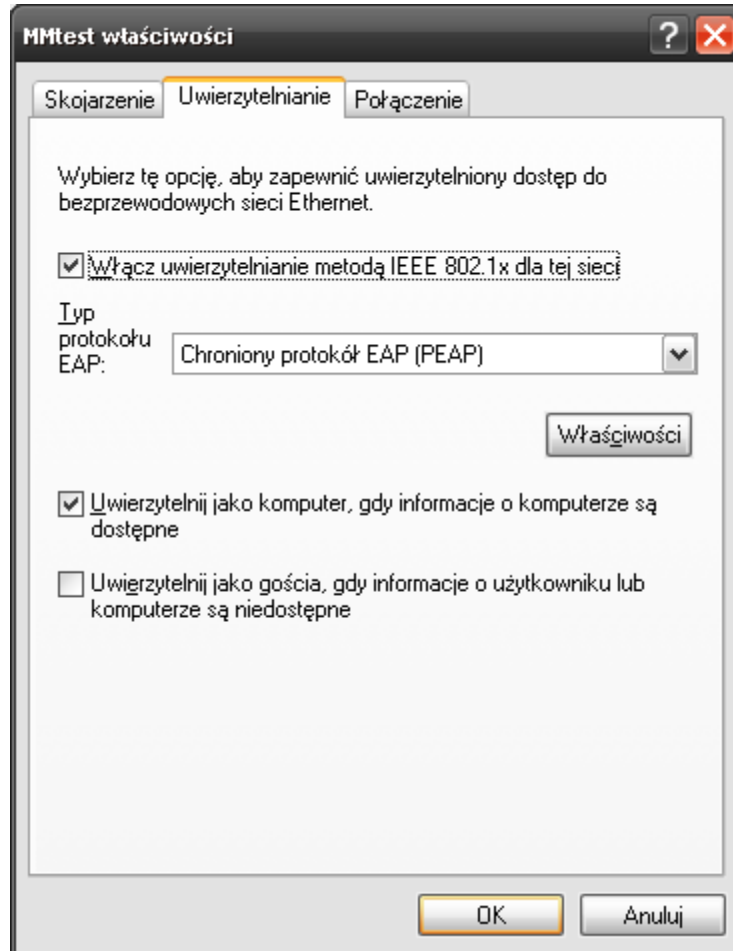 MMtest właściwości
Skojarzenie
Uwierzytelnianie
Połączenie
Wybierz tę opcję, aby zapewnić uwierzytelniony dostęp do
bezprzewodowych sieci Ethernet.
Włącz uwierzytelnianie metodą IEEE 802.1x dla tej sieci
Typ
protokołu
EAP:
Chroniony protokół EAP (PEAP)
Właściwości
Uwierzytelnij jako komputer, gdy informacje o komputerze są
dostępne
Uwierzytelnij jako gościa, gdy informacje o użytkowniku lub
komputerze są niedostępne
OK
Anuluj